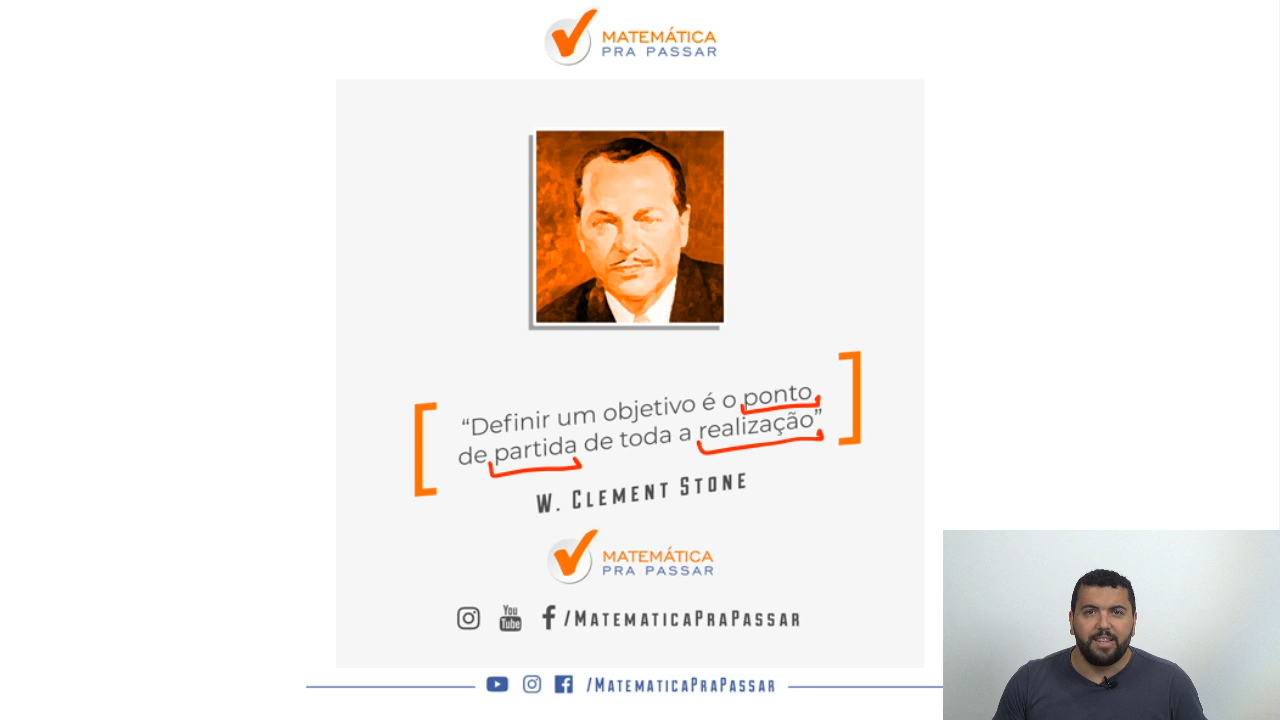 MATEMÁTICA
PRA PASSAR
“Definir um objetivo é o ponto
de partida de toda a realização”
W. CLEMENT STONE
MATEMÁTICA
PRA PASSAR
You
Tube
/MATEMATICAPRAPASSAR
/MATEMATICAPRAPASSAR